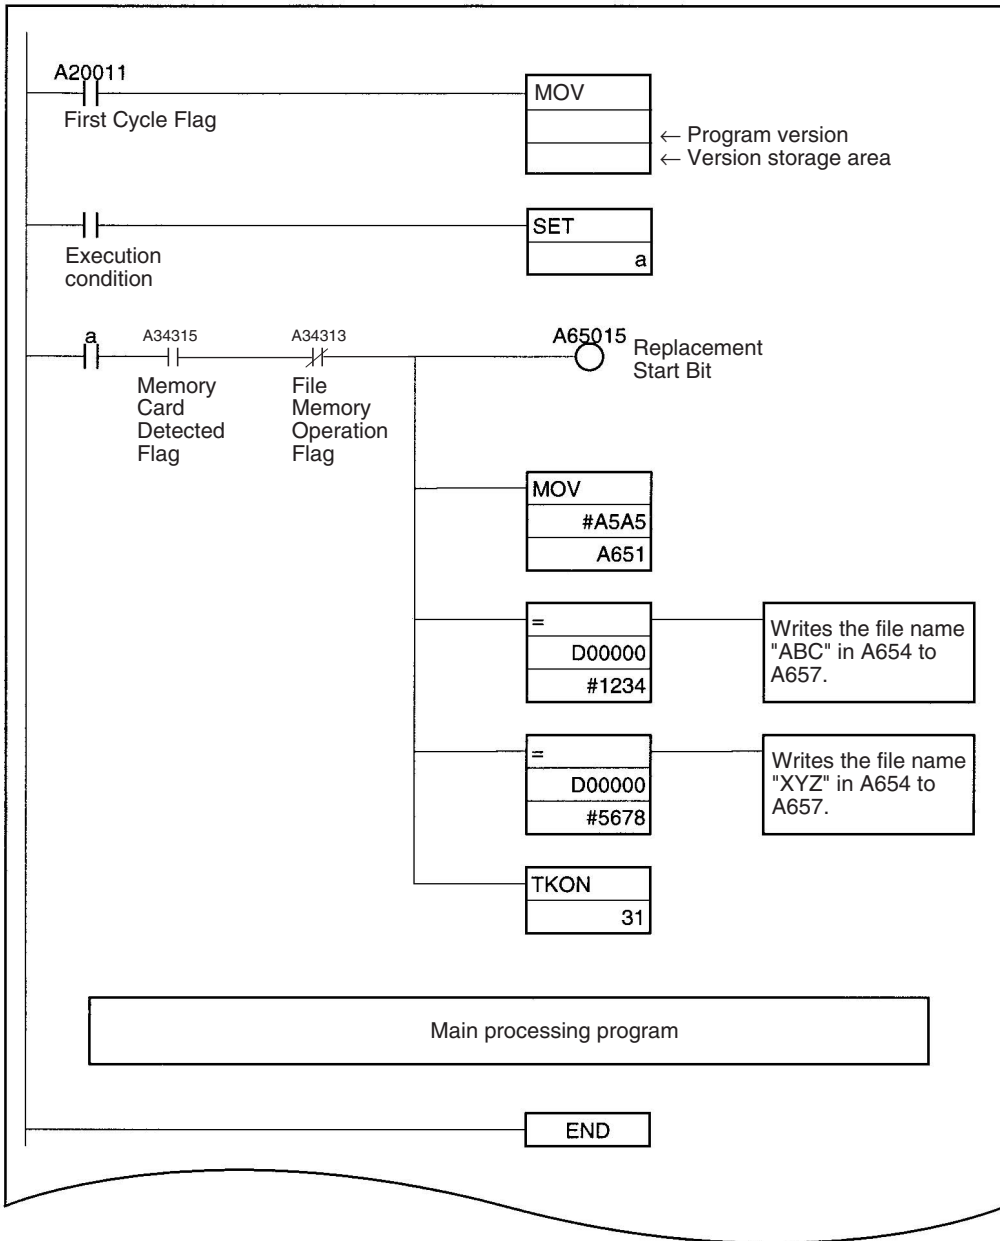 A20011
MOV
First Cycle Flag
← Program version
← Version storage area
SET
a
Execution
condition
a
A34315
A34313
A65015
Replacement
Start Bit
Memory
Card
Detected
Flag
File
Memory
Operation
Flag
MOV
#A5A5
A651
=
D00000
#1234
Writes the file name
"ABC" in A654 to
A657.
=
D00000
#5678
Writes the file name
"XYZ" in A654 to
A657.
TKON
31
Main processing program
END